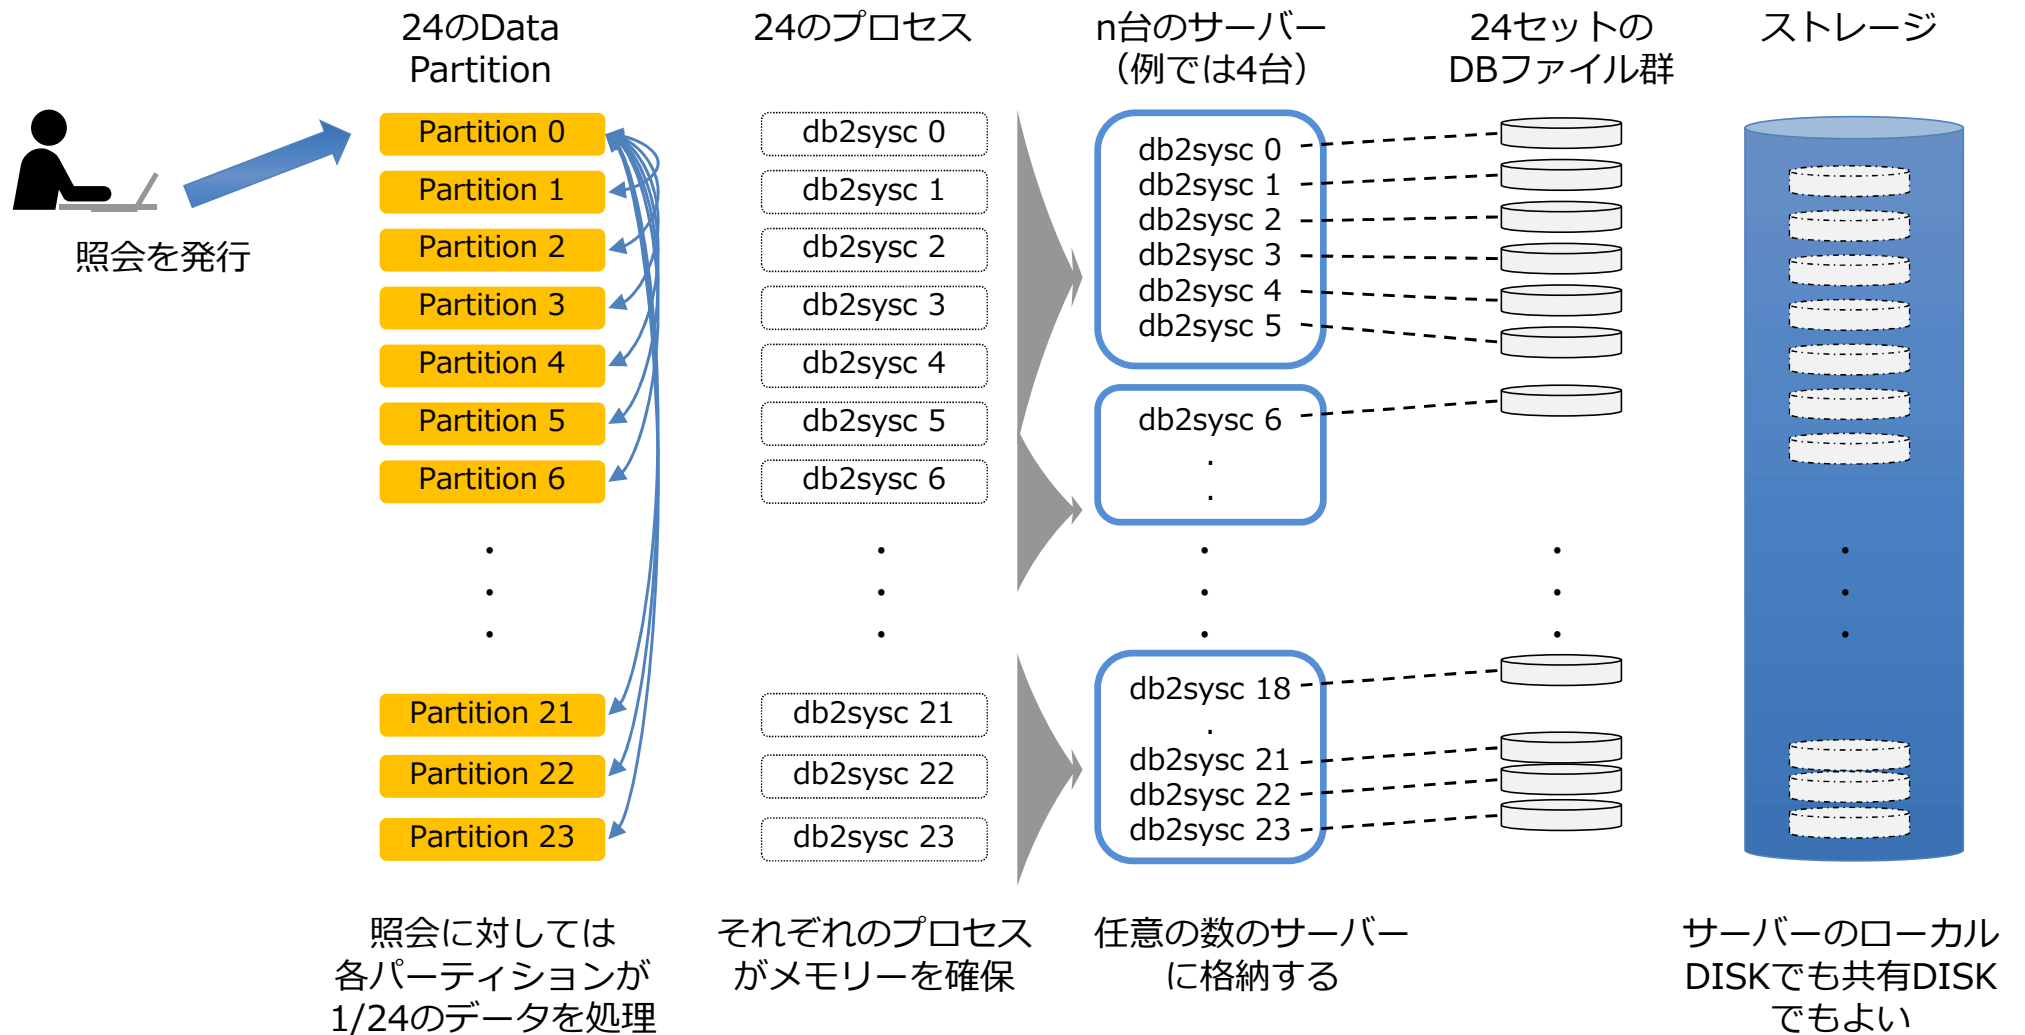 24のData
Partition
24のプロセス
n台のサーバー
（例では4台）
24セットの
DBファイル群
ストレージ
照会を発行
Partition 0
Partition 1
Partition 2
Partition 3
Partition 4
Partition 5
Partition 6
・
・
・
Partition 21
Partition 22
Partition 23
db2sysc 0
db2sysc 1
db2sysc 2
db2sysc 3
db2sysc 4
db2sysc 5
db2sysc 6
・
・
・
db2sysc 21
db2sysc 22
db2sysc 23
db2sysc 0
db2sysc 1
db2sysc 2
db2sysc 3
db2sysc 4
db2sysc 5
db2sysc 6
.
.
・
・
・
db2sysc 18
.
db2sysc 21
db2sysc 22
db2sysc 23
・
・
・
・
・
・
照会に対しては
各パーティションが
1/24のデータを処理
それぞれのプロセス
がメモリーを確保
任意の数のサーバー
に格納する
サーバーのローカル
DISKでも共有DISK
でもよい